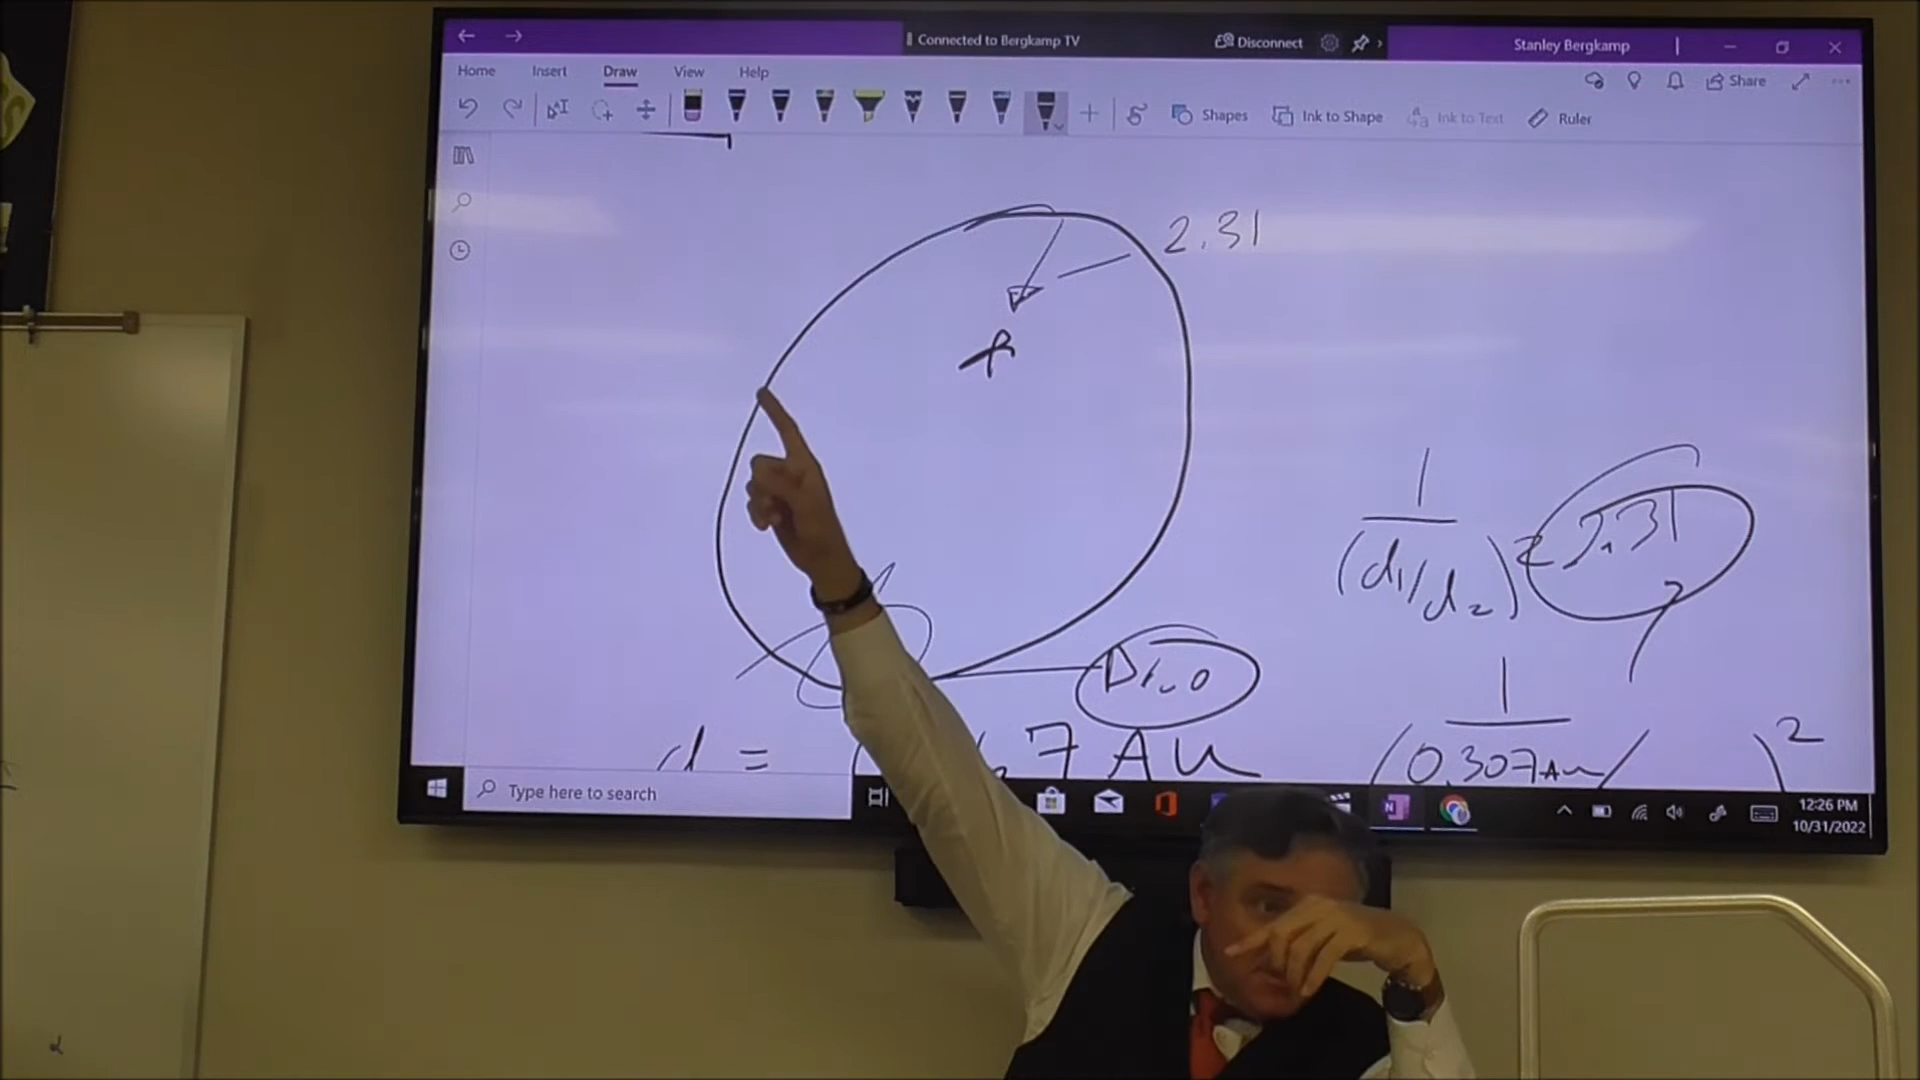 Connected to Bergkamp TV
Disconnect
Stanley Bergkamp
Home Insert Draw View Help
Share
Shapes
Ink to Shape
Ink to Text
Ruler
2.31
1
(d1/d2)
2.31
1
(0.307AU/ )2
d = 7 AU
Type here to search
12:26 PM
10/31/2022